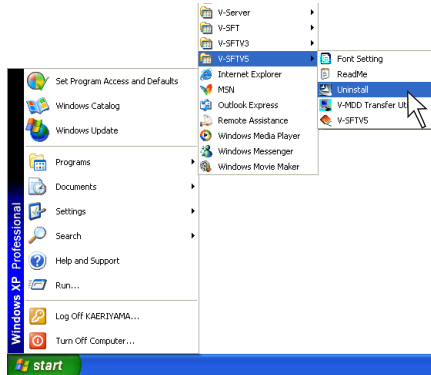 V-Server
V-SFT
V-SFTV3
V-SFTV5
Internet Explorer
MSN
Outlook Express
Remote Assistance
Windows Media Player
Windows Messenger
Windows Movie Maker
Font Setting
ReadMe
Uninstall
V-MDD Transfer Ut
V-SFTV5
Set Program Access and Defaults
Windows Catalog
Windows Update
Programs
Documents
Settings
Search
Help and Support
Run...
Log Off KAERIYAMA...
Turn Off Computer...
Windows XP Professional
start